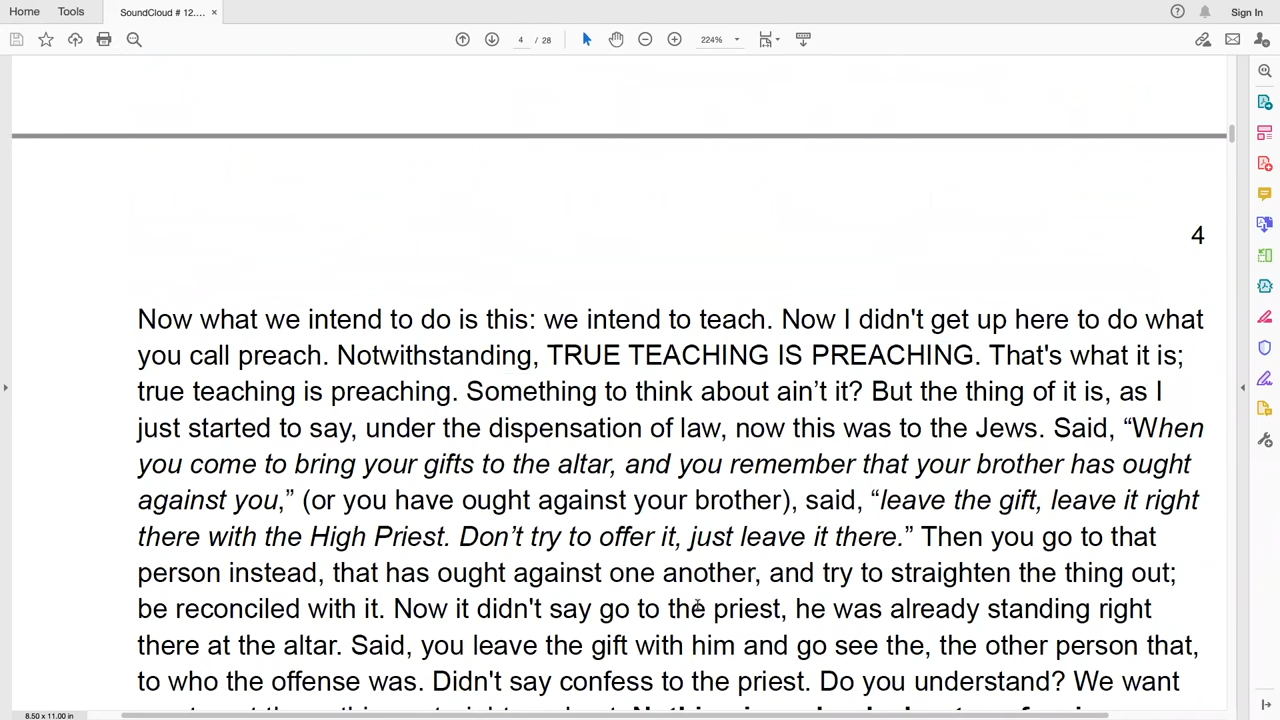 Home Tools SoundCloud # 12.... × Sign In
4 / 28 224%
4
Now what we intend to do is this: we intend to teach. Now I didn't get up here to do what
you call preach. Notwithstanding, TRUE TEACHING IS PREACHING. That's what it is;
true teaching is preaching. Something to think about ain’t it? But the thing of it is, as I
just started to say, under the dispensation of law, now this was to the Jews. Said, “When
you come to bring your gifts to the altar, and you remember that your brother has ought
against you,” (or you have ought against your brother), said, “leave the gift, leave it right
there with the High Priest. Don’t try to offer it, just leave it there.” Then you go to that
person instead, that has ought against one another, and try to straighten the thing out;
be reconciled with it. Now it didn't say go to the priest, he was already standing right
there at the altar. Said, you leave the gift with him and go see the, the other person that,
to who the offense was. Didn't say confess to the priest. Do you understand? We want
8.50 x 11.00 in